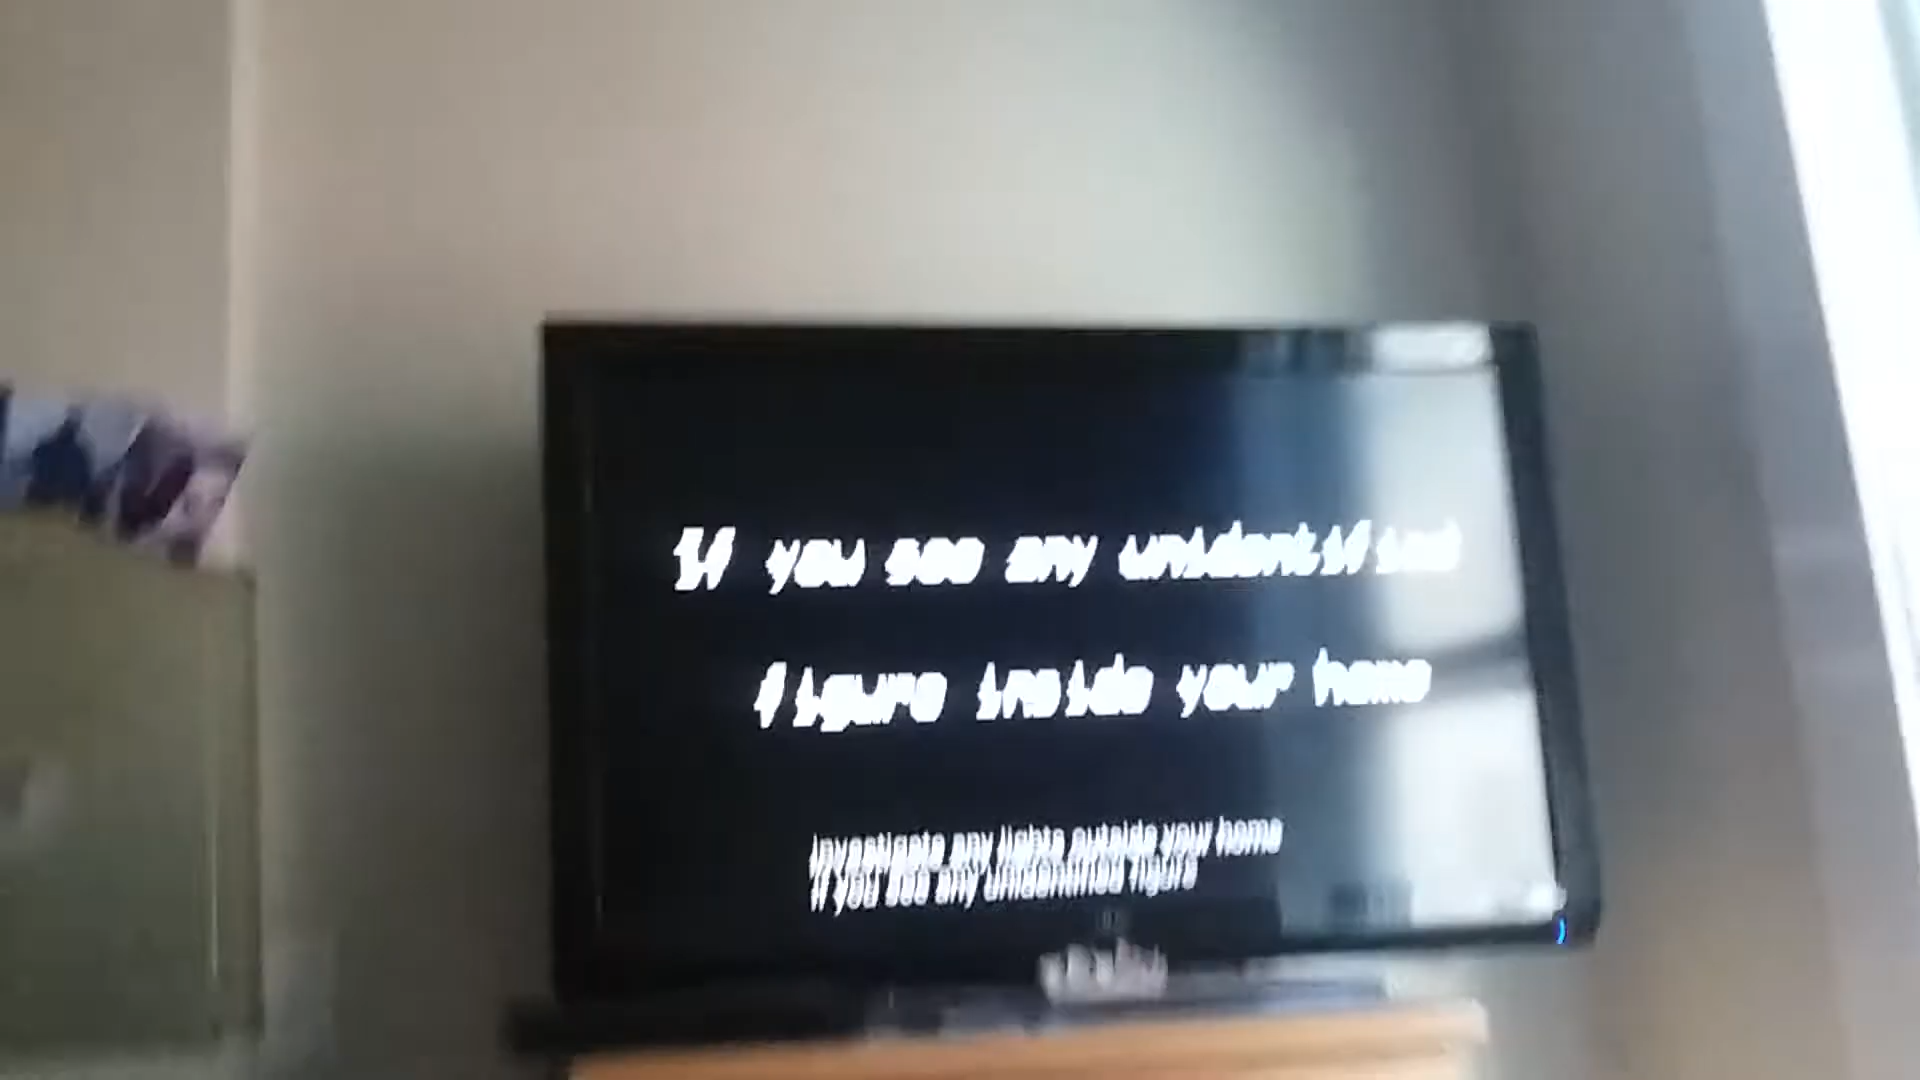 If you see any unidentified
figure inside your home
Investigate any lights outside your home
If you see any unidentified figure